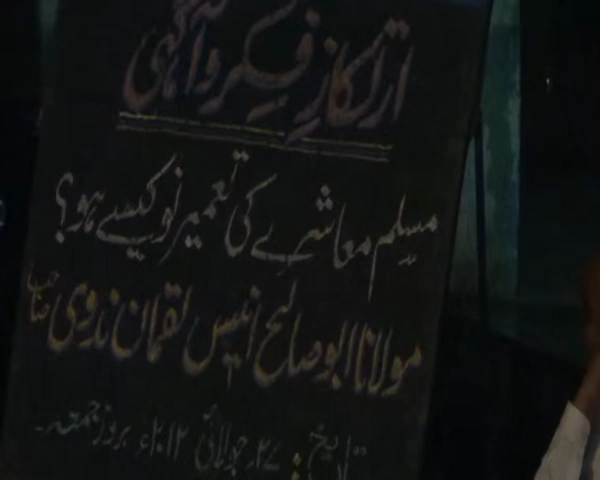 ارتکازِ فکر و آگہی
مسلم معاشرے کی تعمیر نو کیسے ہو؟
مولانا ابو صالح انیس لقمان ندوی صاحب
تاریخ: ۲۷ جولائی ۲۰۱۲ء بروز جمعہ۔